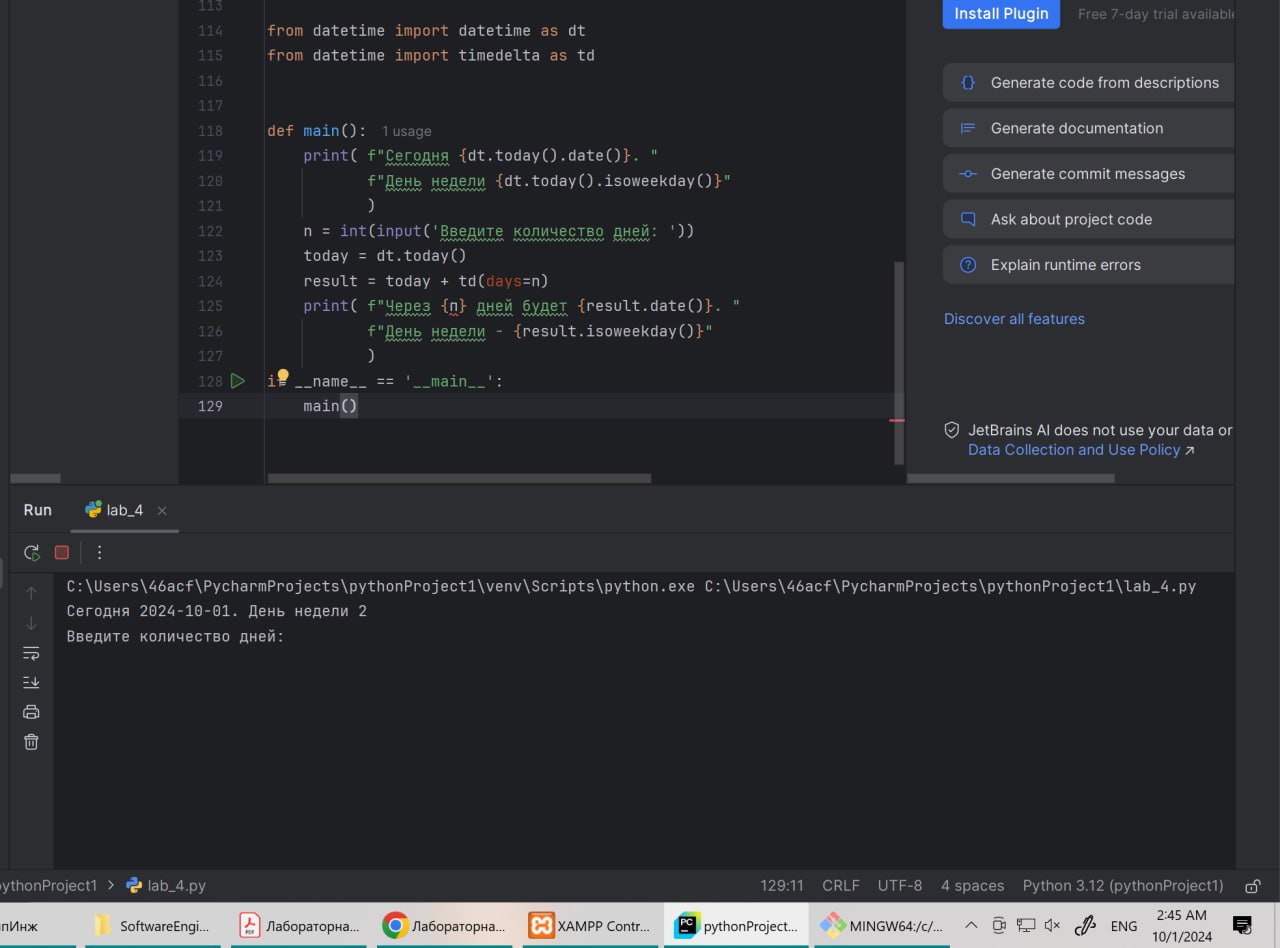 113
Install Plugin Free 7-day trial available
114 from datetime import datetime as dt
115 from datetime import timedelta as td
116
117
118 def main(): 1 usage
119 print( f"Сегодня {dt.today().date()}. "
120 f"День недели {dt.today().isoweekday()}"
121 )
122 n = int(input('Введите количество дней: '))
123 today = dt.today()
124 result = today + td(days=n)
125 print( f"Через {п} дней будет {result.date()}. "
126 f"День недели - {result.isoweekday()}"
127 )
128 if __name__ == '__main__':
129 main()
{} Generate code from descriptions
Generate documentation
Generate commit messages
Ask about project code
? Explain runtime errors
Discover all features
JetBrains AI does not use your data or
Data Collection and Use Policy ↗
Run lab_4 ×
C:\Users\46acf\PycharmProjects\pythonProject1\venv\Scripts\python.exe C:\Users\46acf\PycharmProjects\pythonProject1\lab_4.py
Сегодня 2024-10-01. День недели 2
Введите количество дней:
ythonProject1 > lab_4.py 129:11 CRLF UTF-8 4 spaces Python 3.12 (pythonProject1)
пИнж SoftwareEngi... PDF Лабораторна... Лабораторна... XAMPP Contr... PC pythonProject... MINGW64:/c/... ENG 2:45 AM
10/1/2024